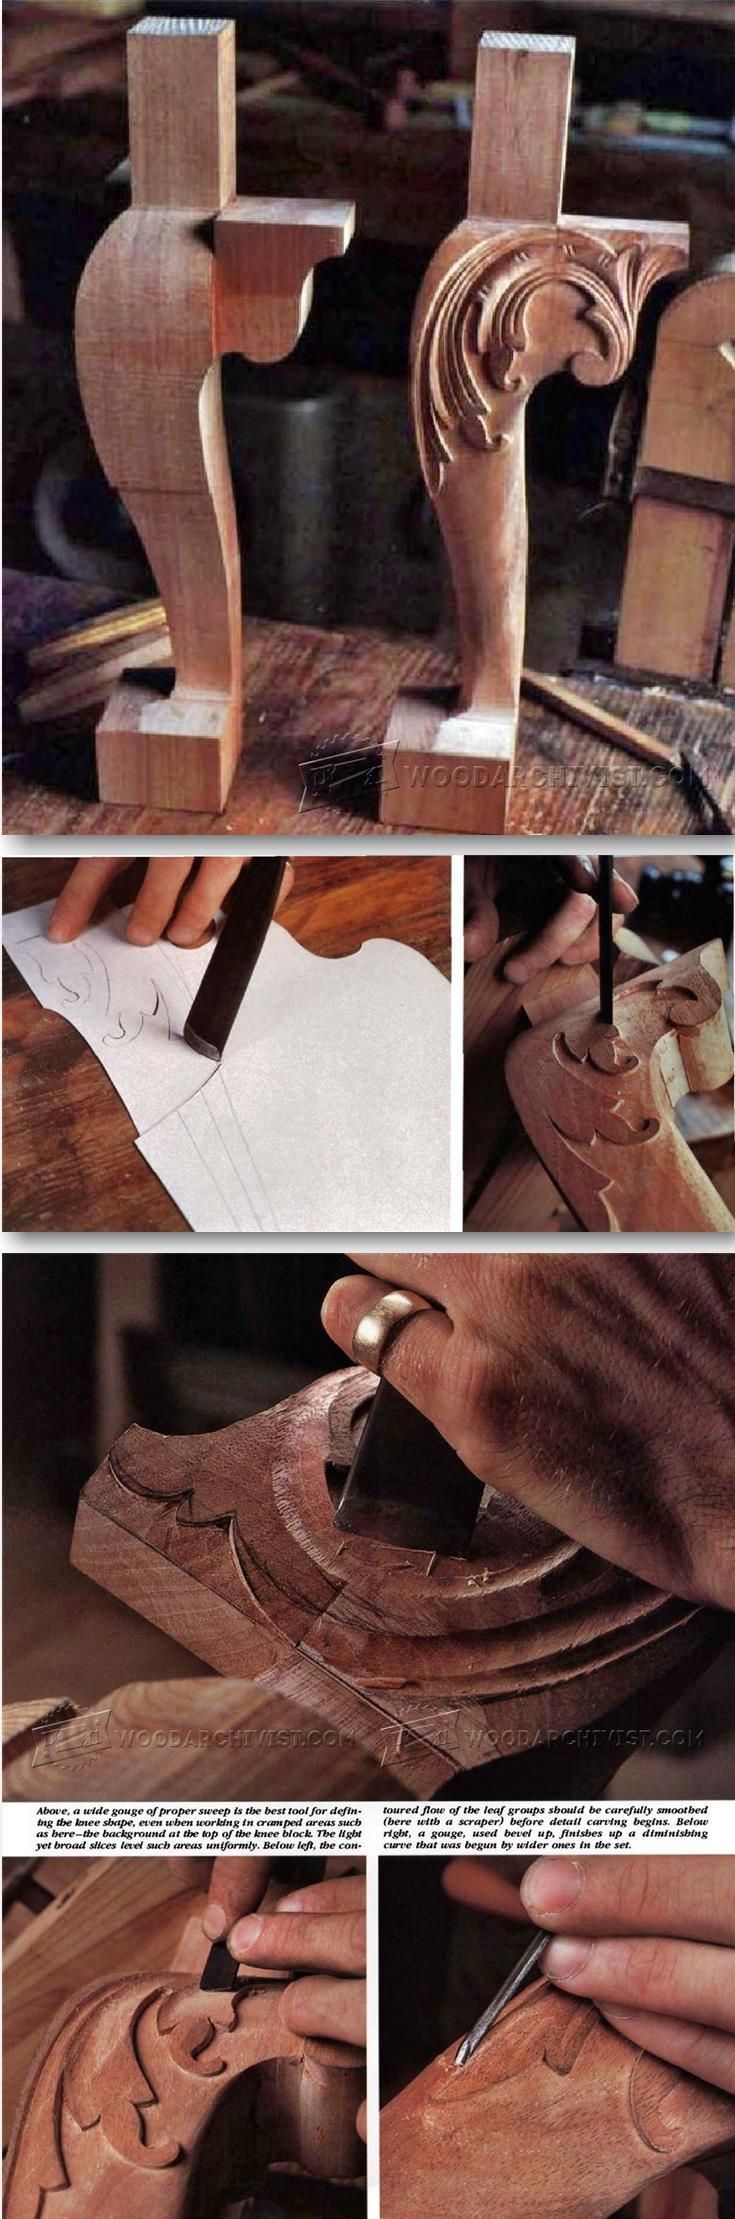 WOODARCHIVIST.COM
WOODARCHIVIST.COM
WOODARCHIVIST.COM
Above, a wide gouge of proper sweep is the best tool for defin-
ing the knee shape, even when working in cramped areas such
as here—the background at the top of the knee block. The light
yet broad slices level such areas uniformly. Below left, the con-
toured flow of the leaf groups should be carefully smoothed
(here with a scraper) before detail carving begins. Below
right, a gouge, used bevel up, finishes up a diminishing
curve that was begun by wider ones in the set.